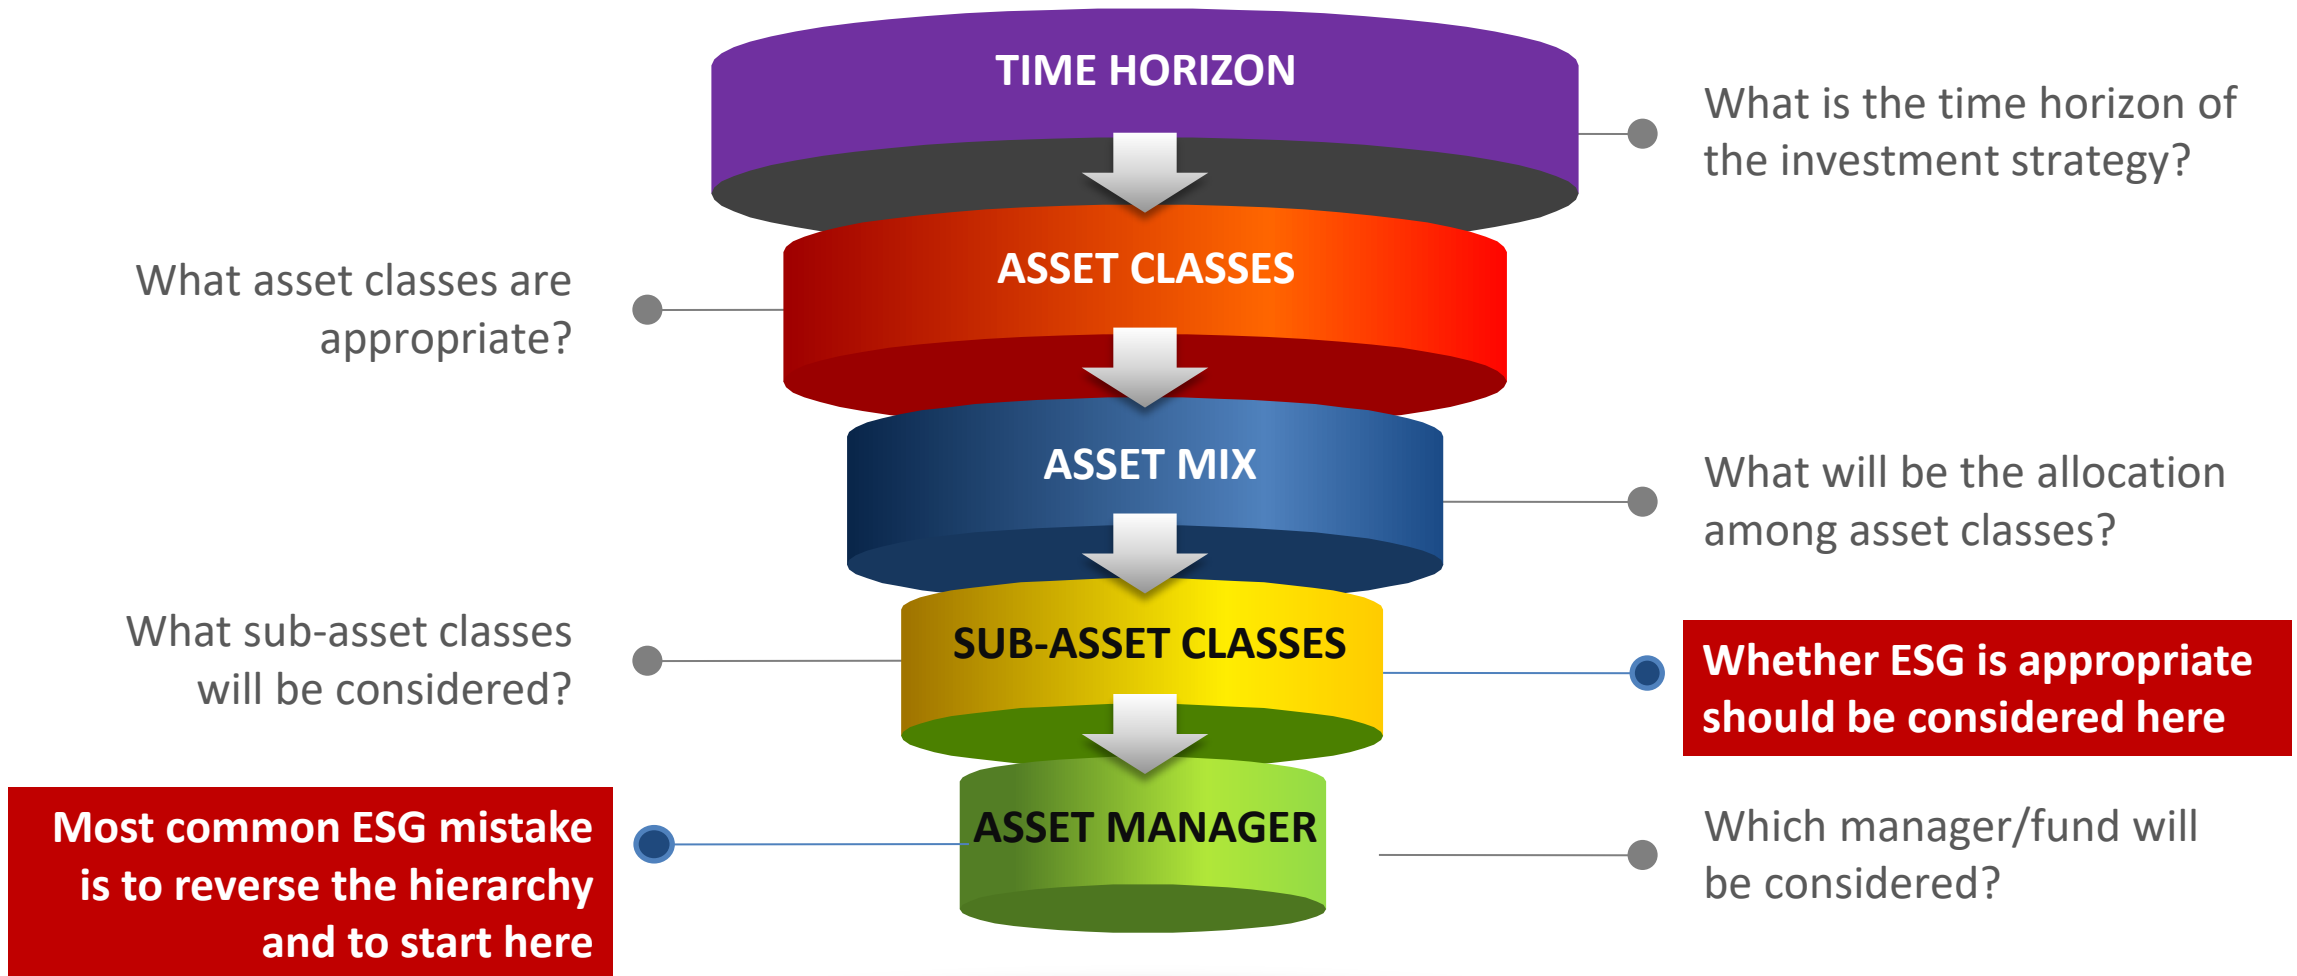 TIME HORIZON
What is the time horizon of
the investment strategy?
ASSET CLASSES
What asset classes are
appropriate?
ASSET MIX
What will be the allocation
among asset classes?
SUB-ASSET CLASSES
What sub-asset classes
will be considered?
Whether ESG is appropriate
should be considered here
ASSET MANAGER
Most common ESG mistake
is to reverse the hierarchy
and to start here
Which manager/fund will
be considered?